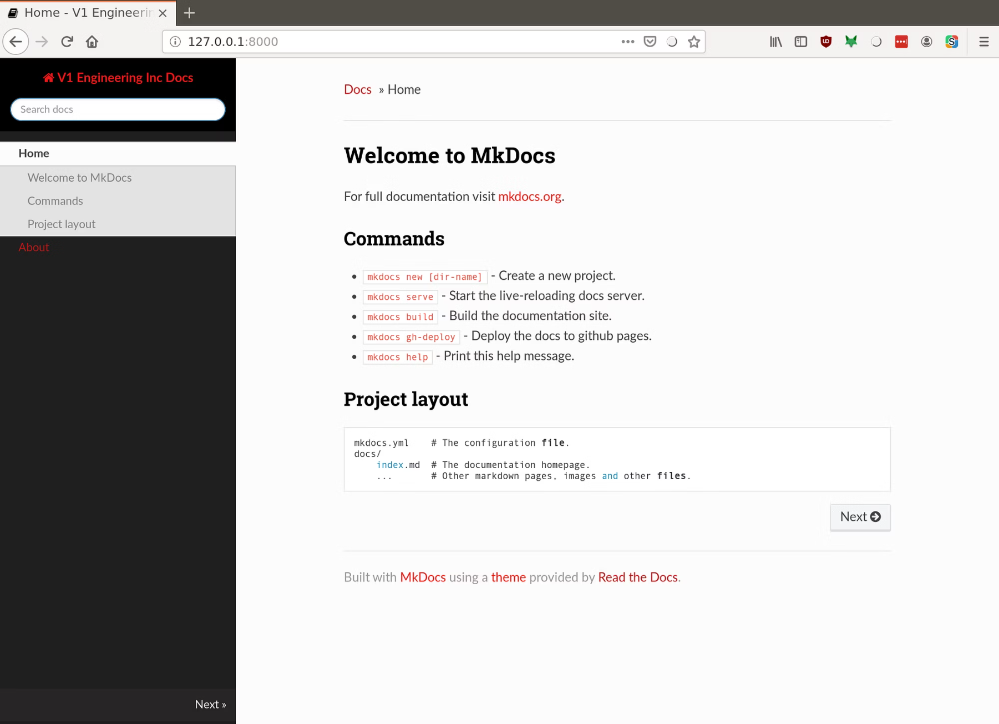 Home - V1 Engineerin
127.0.0.1:8000
V1 Engineering Inc Docs
Search docs
Home
Welcome to MkDocs
Commands
Project layout
About
Next »
Docs » Home
Welcome to MkDocs
For full documentation visit mkdocs.org.
Commands
mkdocs new [dir-name] - Create a new project.
mkdocs serve - Start the live-reloading docs server.
mkdocs build - Build the documentation site.
mkdocs gh-deploy - Deploy the docs to github pages.
mkdocs help - Print this help message.
Project layout
mkdocs.yml    # The configuration file.
docs/
    index.md  # The documentation homepage.
    ...       # Other markdown pages, images and other files.
Next
Built with MkDocs using a theme provided by Read the Docs.